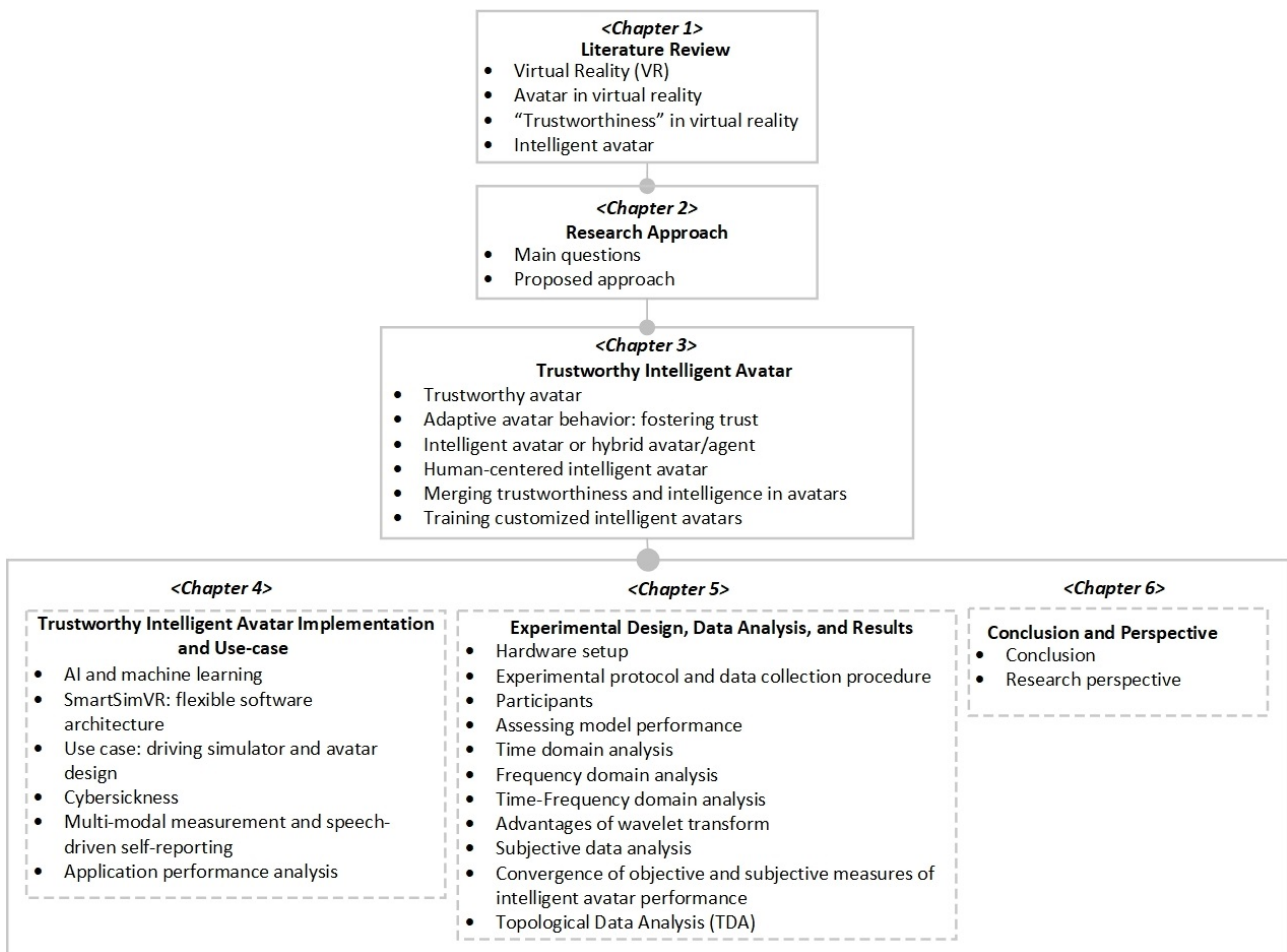 <Chapter 1>
Literature Review
• Virtual Reality (VR)
• Avatar in virtual reality
• “Trustworthiness” in virtual reality
• Intelligent avatar
<Chapter 2>
Research Approach
• Main questions
• Proposed approach
<Chapter 3>
Trustworthy Intelligent Avatar
• Trustworthy avatar
• Adaptive avatar behavior: fostering trust
• Intelligent avatar or hybrid avatar/agent
• Human-centered intelligent avatar
• Merging trustworthiness and intelligence in avatars
• Training customized intelligent avatars
<Chapter 4>
Trustworthy Intelligent Avatar Implementation
and Use-case
• AI and machine learning
• SmartSimVR: flexible software
architecture
• Use case: driving simulator and avatar
design
• Cybersickness
• Multi-modal measurement and speech-
driven self-reporting
• Application performance analysis
<Chapter 5>
Experimental Design, Data Analysis, and Results
• Hardware setup
• Experimental protocol and data collection procedure
• Participants
• Assessing model performance
• Time domain analysis
• Frequency domain analysis
• Time-Frequency domain analysis
• Advantages of wavelet transform
• Subjective data analysis
• Convergence of objective and subjective measures of
intelligent avatar performance
• Topological Data Analysis (TDA)
<Chapter 6>
Conclusion and Perspective
• Conclusion
• Research perspective